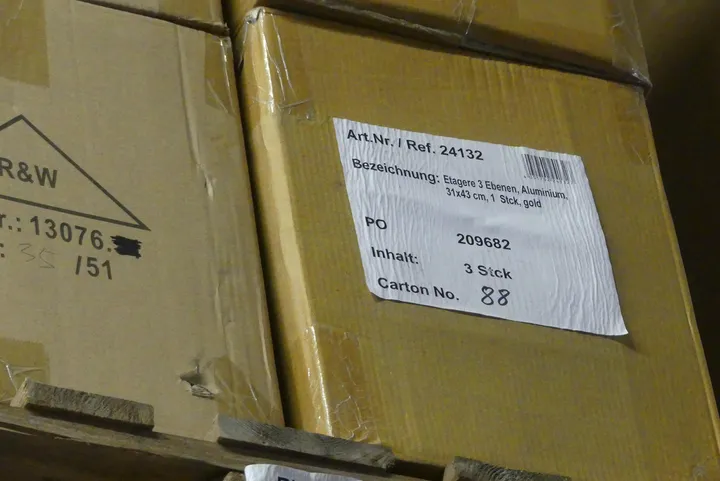 R&W
r.: 13076.
: 35 /51
Art.Nr. / Ref. 24132
Bezeichnung: Etagere 3 Ebenen, Aluminium,
31x43 cm, 1 Stck, gold
PO 209682
Inhalt: 3 Stck
Carton No. 88